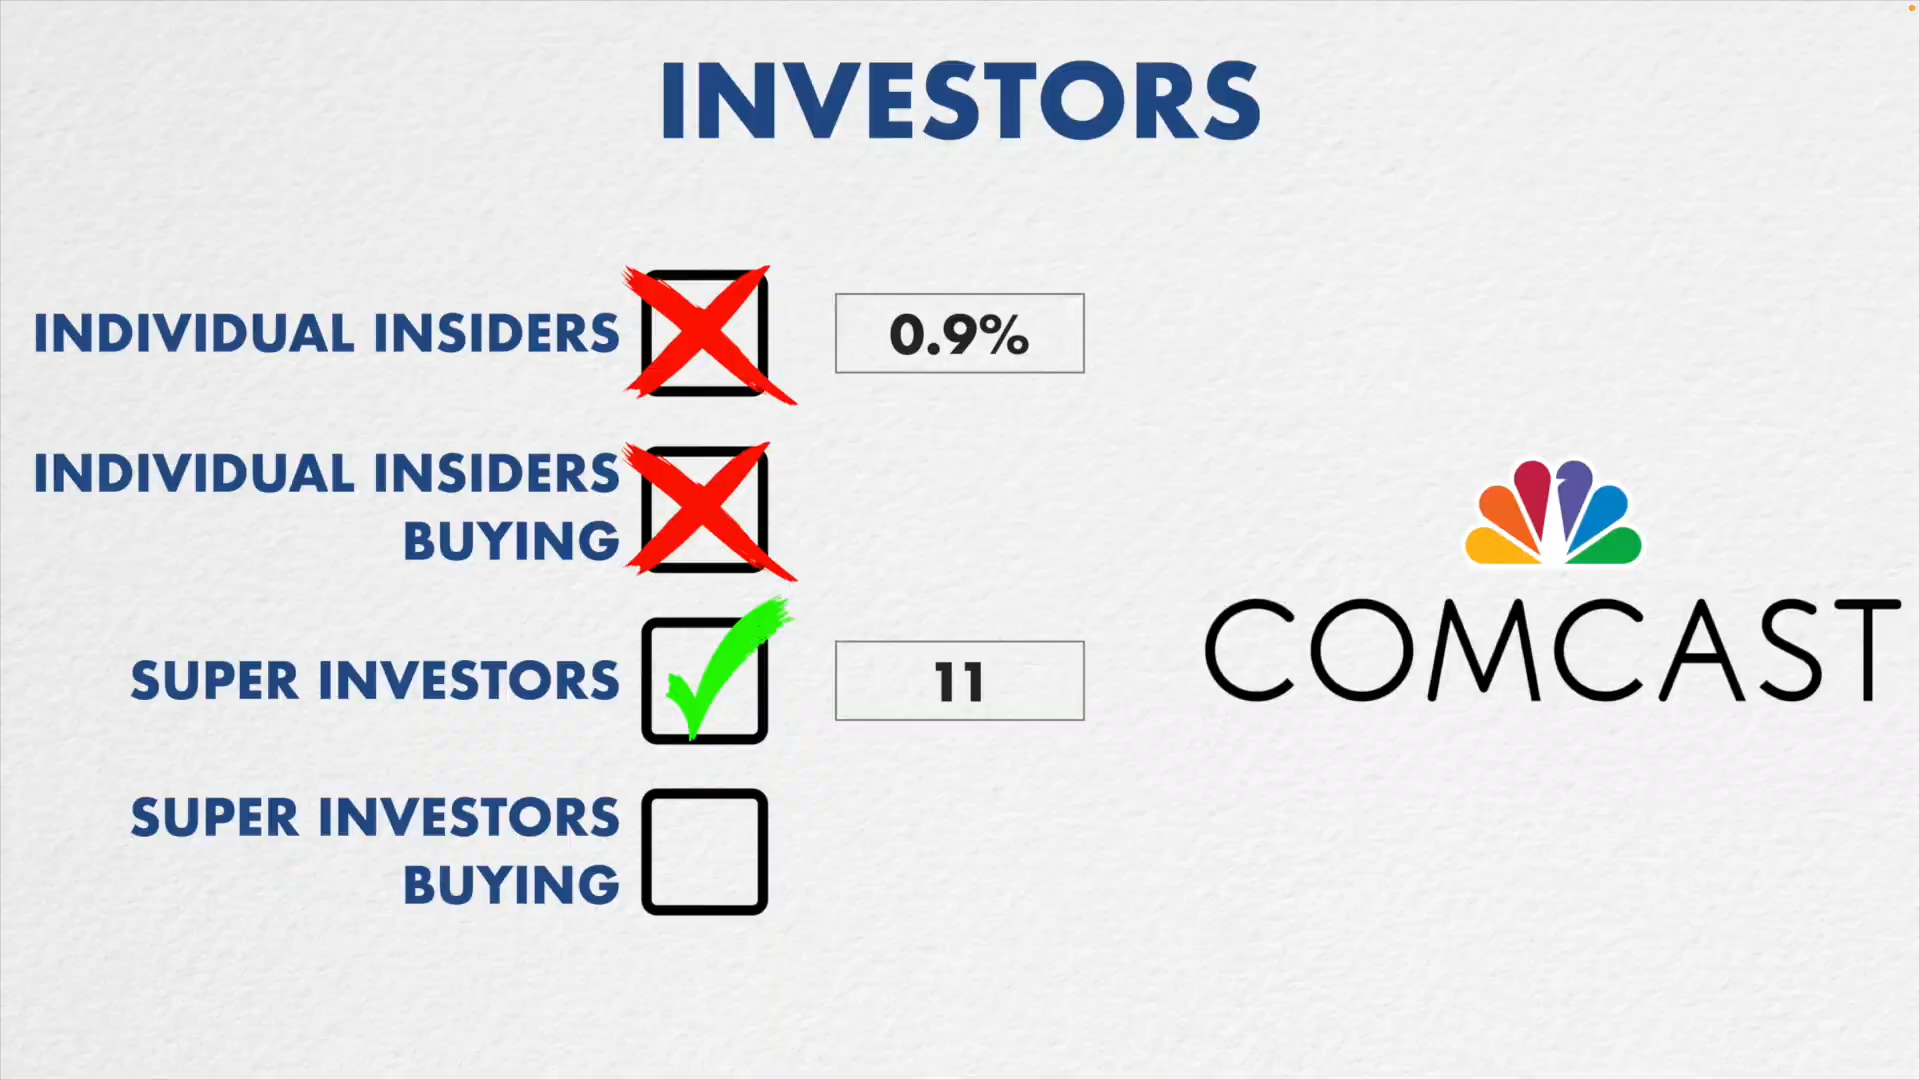 INVESTORS
INDIVIDUAL INSIDERS
0.9%
INDIVIDUAL INSIDERS
BUYING
SUPER INVESTORS
11
COMCAST
SUPER INVESTORS
BUYING